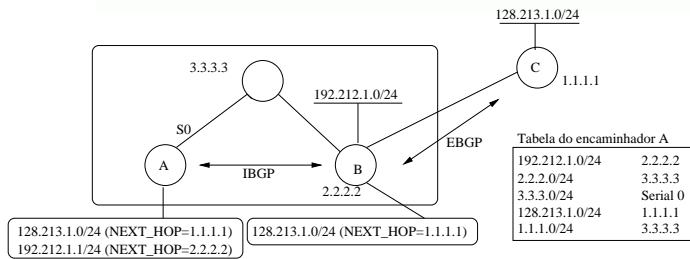 128.213.1.0/24
3.3.3.3
C
1.1.1.1
192.212.1.0/24
S0
EBGP
A
IBGP
B
2.2.2.2
Tabela do encaminhador A
192.212.1.0/24 2.2.2.2
2.2.2.0/24 3.3.3.3
3.3.3.0/24 Serial 0
128.213.1.0/24 1.1.1.1
1.1.1.0/24 3.3.3.3
128.213.1.0/24 (NEXT_HOP=1.1.1.1)
192.212.1.1/24 (NEXT_HOP=2.2.2.2)
128.213.1.0/24 (NEXT_HOP=1.1.1.1)